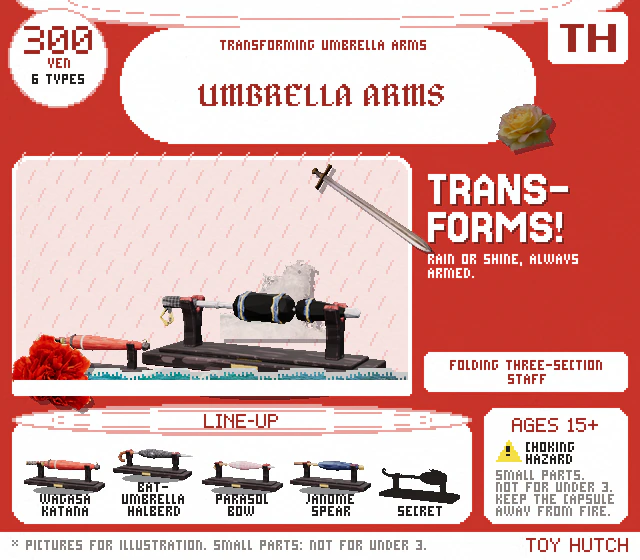 300
YEN
6 TYPES
TRANSFORMING UMBRELLA ARMS
UMBRELLA ARMS
TH
TRANS-
FORMS!
RAIN OR SHINE, ALWAYS
ARMED.
FOLDING THREE-SECTION
STAFF
LINE-UP
WAGASA
KATANA
BAT-
UMBRELLA
HALBERD
PARASOL
BOW
JANOME
SPEAR
SECRET
AGES 15+
CHOKING
HAZARD
SMALL PARTS.
NOT FOR UNDER 3.
KEEP THE CAPSULE
AWAY FROM FIRE.
* PICTURES FOR ILLUSTRATION. SMALL PARTS: NOT FOR UNDER 3.
TOY HUTCH